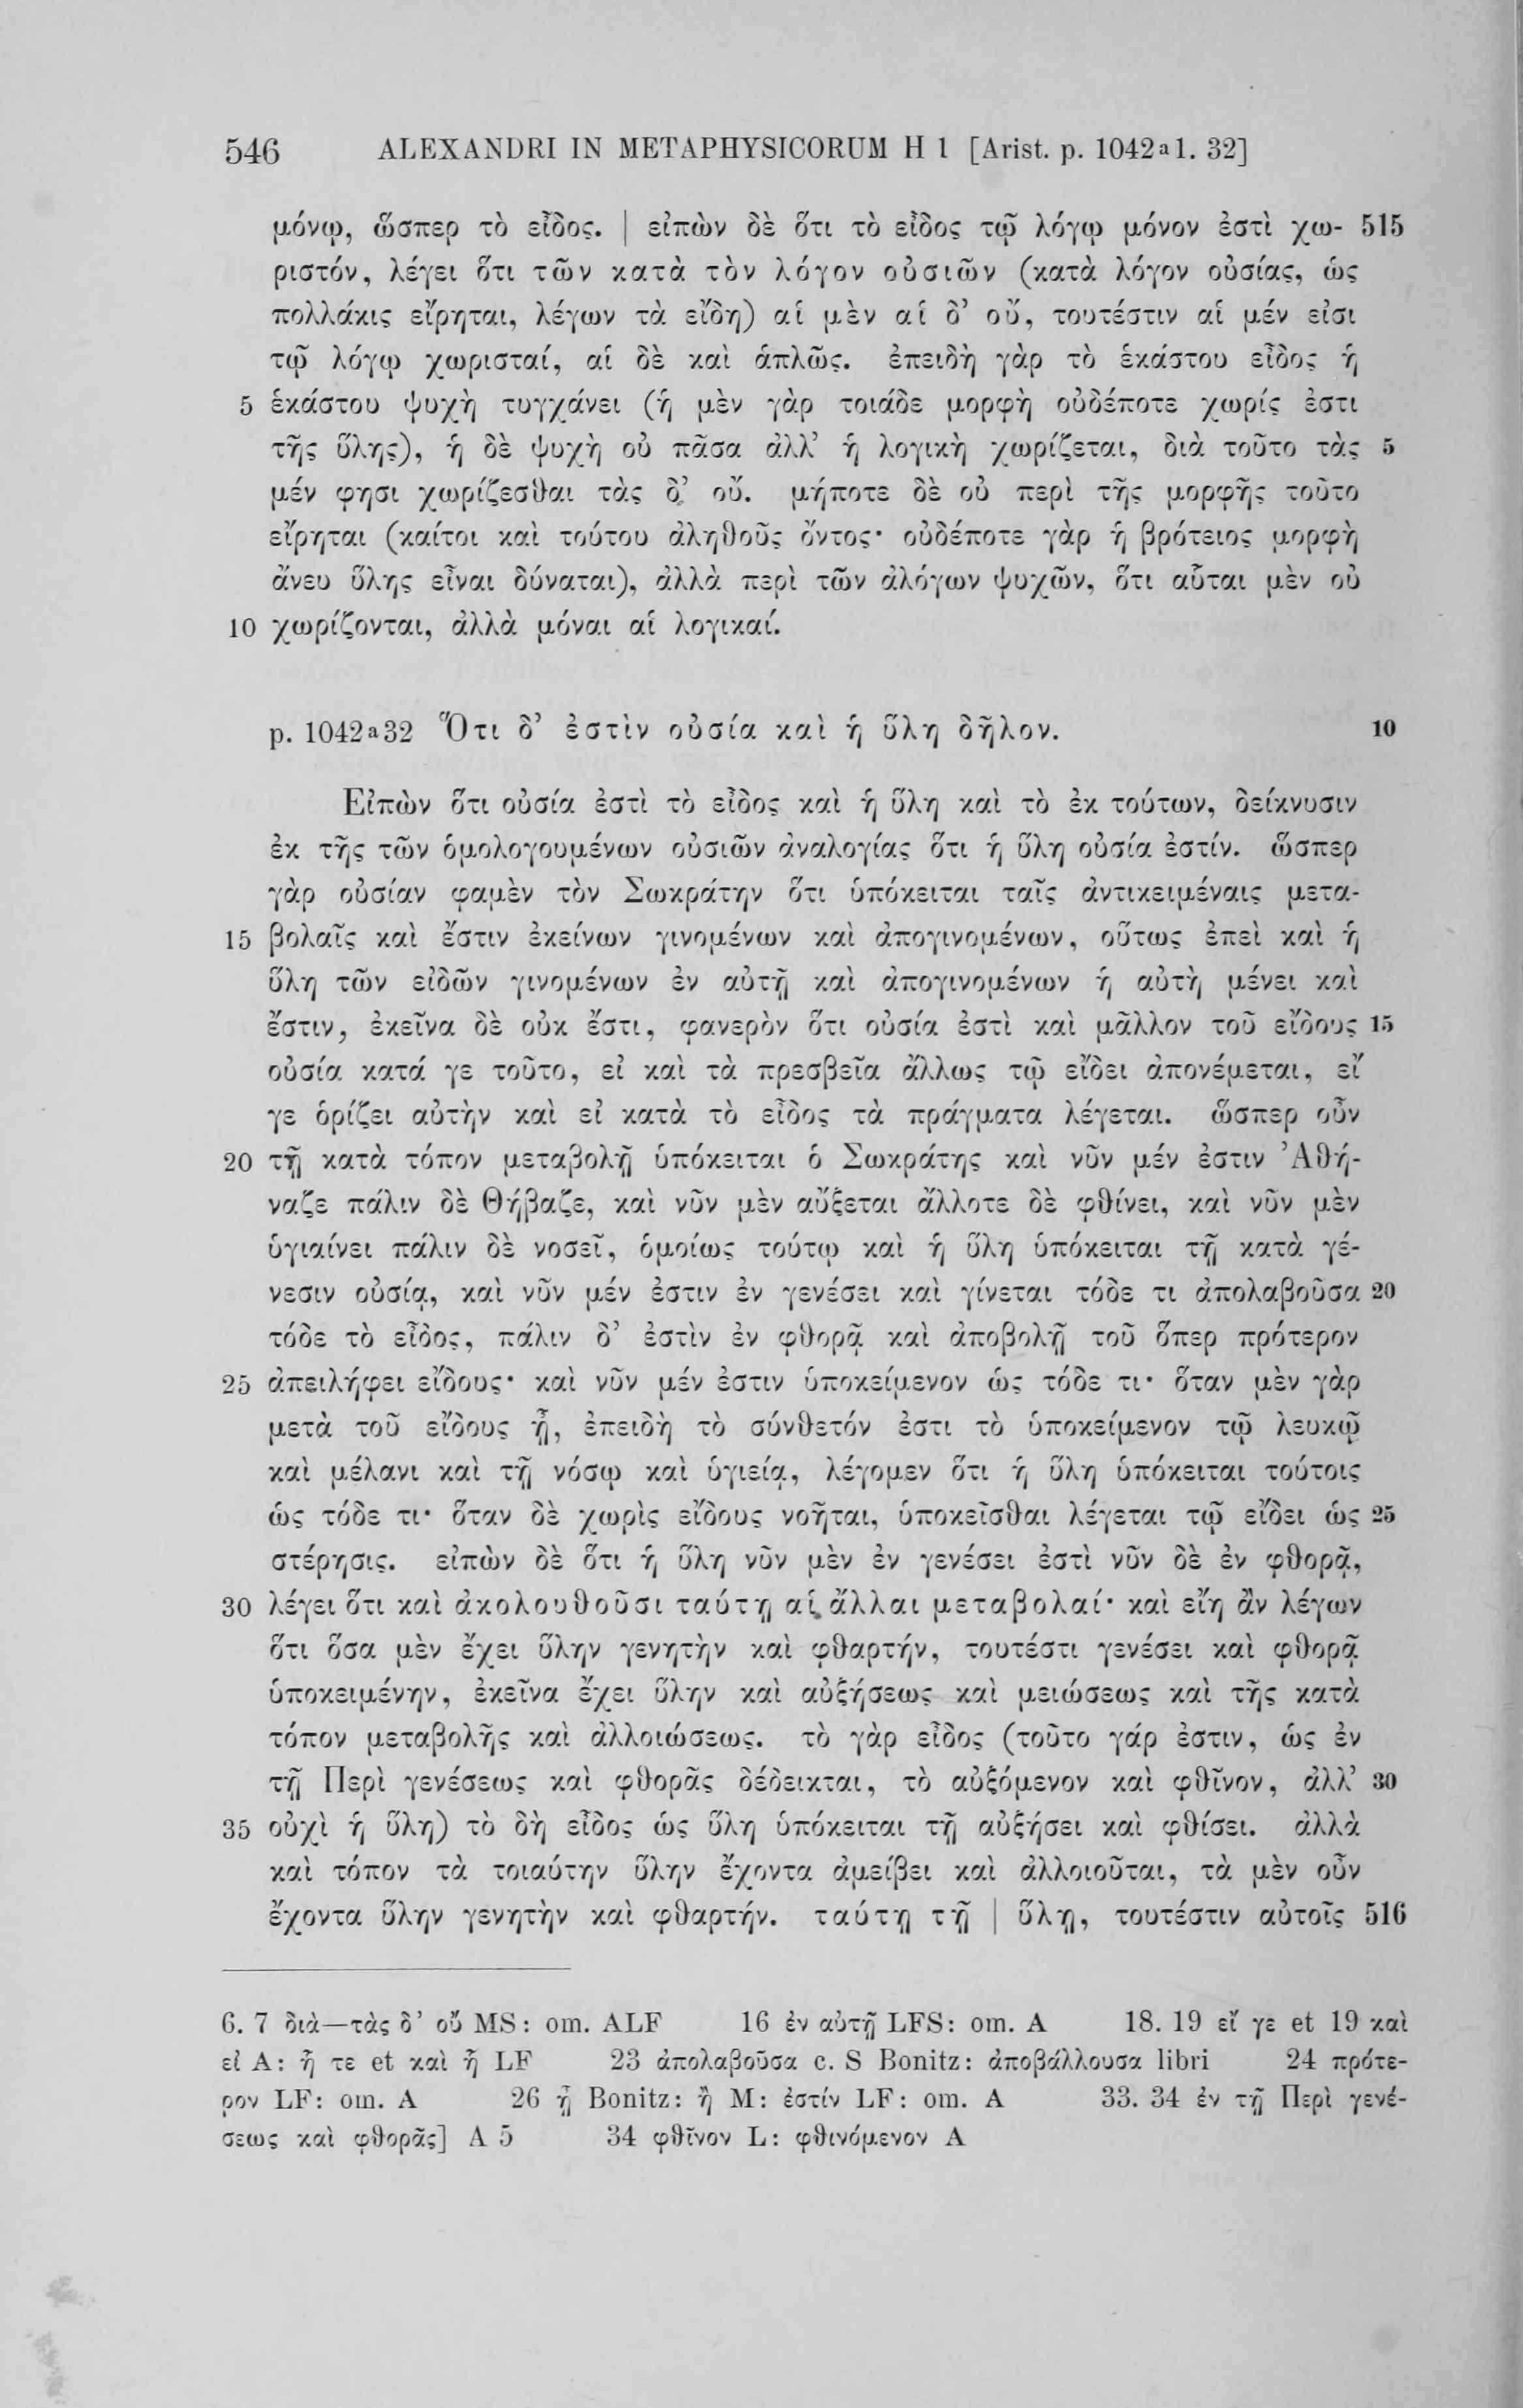 546 ALEXANDRI IN METAPHYSICORUM H 1 [Arist. p. 1042a1. 32]
μόνῳ, ὥσπερ τὸ εἶδος. | εἰπὼν δὲ ὅτι τὸ εἶδος τῷ λόγῳ μόνον ἐστὶ χω- 515
ριστόν, λέγει ὅτι τῶν κατὰ τὸν λόγον οὐσιῶν (κατὰ λόγον οὐσίας, ὡς
πολλάκις εἴρηται, λέγων τὰ εἴδη) αἱ μὲν αἱ δ’ οὔ, τουτέστιν αἱ μέν εἰσι
τῷ λόγῳ χωρισταί, αἱ δὲ καὶ ἁπλῶς. ἐπειδὴ γὰρ τὸ ἑκάστου εἶδος ἡ
5 ἑκάστου ψυχὴ τυγχάνει (ἡ μὲν γὰρ τοιάδε μορφὴ οὐδέποτε χωρίς ἐστι
τῆς ὕλης), ἡ δὲ ψυχὴ οὐ πᾶσα ἀλλ’ ἡ λογικὴ χωρίζεται, διὰ τοῦτο τὰς 5
μέν φησι χωρίζεσθαι τὰς δ’ οὔ. μήποτε δὲ οὐ περὶ τῆς μορφῆς τοῦτο
εἴρηται (καίτοι καὶ τούτου ἀληθοῦς ὄντος· οὐδέποτε γὰρ ἡ βρότειος μορφὴ
ἄνευ ὕλης εἶναι δύναται), ἀλλὰ περὶ τῶν ἀλόγων ψυχῶν, ὅτι αὗται μὲν οὐ
10 χωρίζονται, ἀλλὰ μόναι αἱ λογικαί.
p. 1042a32 Ὅτι δ’ ἐστὶν οὐσία καὶ ἡ ὕλη δῆλον. 10
Εἰπὼν ὅτι οὐσία ἐστὶ τὸ εἶδος καὶ ἡ ὕλη καὶ τὸ ἐκ τούτων, δείκνυσιν
ἐκ τῆς τῶν ὁμολογουμένων οὐσιῶν ἀναλογίας ὅτι ἡ ὕλη οὐσία ἐστίν. ὥσπερ
γὰρ οὐσίαν φαμὲν τὸν Σωκράτην ὅτι ὑπόκειται ταῖς ἀντικειμέναις μετα-
15 βολαῖς καὶ ἔστιν ἐκείνων γινομένων καὶ ἀπογινομένων, οὕτως ἐπεὶ καὶ ἡ
ὕλη τῶν εἰδῶν γινομένων ἐν αὐτῇ καὶ ἀπογινομένων ἡ αὐτὴ μένει καὶ
ἔστιν, ἐκεῖνα δὲ οὐκ ἔστι, φανερὸν ὅτι οὐσία ἐστὶ καὶ μᾶλλον τοῦ εἴδους 15
οὐσία κατά γε τοῦτο, εἰ καὶ τὰ πρεσβεῖα ἄλλως τῷ εἴδει ἀπονέμεται, εἴ
γε ὁρίζει αὐτὴν καὶ εἰ κατὰ τὸ εἶδος τὰ πράγματα λέγεται. ὥσπερ οὖν
20 τῇ κατὰ τόπον μεταβολῇ ὑπόκειται ὁ Σωκράτης καὶ νῦν μέν ἐστιν Ἀθή-
ναζε πάλιν δὲ Θήβαζε, καὶ νῦν μὲν αὔξεται ἄλλοτε δὲ φθίνει, καὶ νῦν μὲν
ὑγιαίνει πάλιν δὲ νοσεῖ, ὁμοίως τούτῳ καὶ ἡ ὕλη ὑπόκειται τῇ κατὰ γέ-
νεσιν οὐσίᾳ, καὶ νῦν μέν ἐστιν ἐν γενέσει καὶ γίνεται τόδε τι ἀπολαβοῦσα 20
τόδε τὸ εἶδος, πάλιν δ’ ἐστὶν ἐν φθορᾷ καὶ ἀποβολῇ τοῦ ὅπερ πρότερον
25 ἀπειλήφει εἴδους· καὶ νῦν μέν ἐστιν ὑποκείμενον ὡς τόδε τι· ὅταν μὲν γὰρ
μετὰ τοῦ εἴδους ᾖ, ἐπειδὴ τὸ σύνθετόν ἐστι τὸ ὑποκείμενον τῷ λευκῷ
καὶ μέλανι καὶ τῇ νόσῳ καὶ ὑγιείᾳ, λέγομεν ὅτι ἡ ὕλη ὑπόκειται τούτοις
ὡς τόδε τι· ὅταν δὲ χωρὶς εἴδους νοῆται, ὑποκεῖσθαι λέγεται τῷ εἴδει ὡς 25
στέρησις. εἰπὼν δὲ ὅτι ἡ ὕλη νῦν μὲν ἐν γενέσει ἐστὶ νῦν δὲ ἐν φθορᾷ,
30 λέγει ὅτι καὶ ἀκολουθοῦσι ταύτῃ αἱ ἄλλαι μεταβολαί· καὶ εἴη ἂν λέγων
ὅτι ὅσα μὲν ἔχει ὕλην γενητὴν καὶ φθαρτήν, τουτέστι γενέσει καὶ φθορᾷ
ὑποκειμένην, ἐκεῖνα ἔχει ὕλην καὶ αὐξήσεως καὶ μειώσεως καὶ τῆς κατὰ
τόπον μεταβολῆς καὶ ἀλλοιώσεως. τὸ γὰρ εἶδος (τοῦτο γάρ ἐστιν, ὡς ἐν
τῇ Περὶ γενέσεως καὶ φθορᾶς δέδεικται, τὸ αὐξόμενον καὶ φθῖνον, ἀλλ’ 30
35 οὐχὶ ἡ ὕλη) τὸ δὴ εἶδος ὡς ὕλη ὑπόκειται τῇ αὐξήσει καὶ φθίσει. ἀλλὰ
καὶ τόπον τὰ τοιαύτην ὕλην ἔχοντα ἀμείβει καὶ ἀλλοιοῦται, τὰ μὲν οὖν
ἔχοντα ὕλην γενητὴν καὶ φθαρτήν. ταύτῃ τῇ | ὕλῃ, τουτέστιν αὐτοῖς 516
6. 7 διὰ—τὰς δ’ οὔ MS: om. ALF 16 ἐν αὐτῇ LFS: om. A 18. 19 εἴ γε et 19 καὶ
εἰ A: ἥ τε et καὶ ἡ LF 23 ἀπολαβοῦσα c. S Bonitz: ἀποβάλλουσα libri 24 πρότε-
ρον LF: om. A 26 ᾖ Bonitz: ἢ M: ἐστίν LF: om. A 33. 34 ἐν τῇ Περὶ γενέ-
σεως καὶ φθορᾶς] A 5 34 φθῖνον L: φθινόμενον A